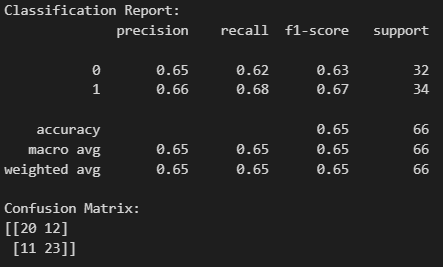 Classification Report:
precision recall f1-score support
0 0.65 0.62 0.63 32
1 0.66 0.68 0.67 34
accuracy 0.65 66
macro avg 0.65 0.65 0.65 66
weighted avg 0.65 0.65 0.65 66
Confusion Matrix:
[[20 12]
[11 23]]